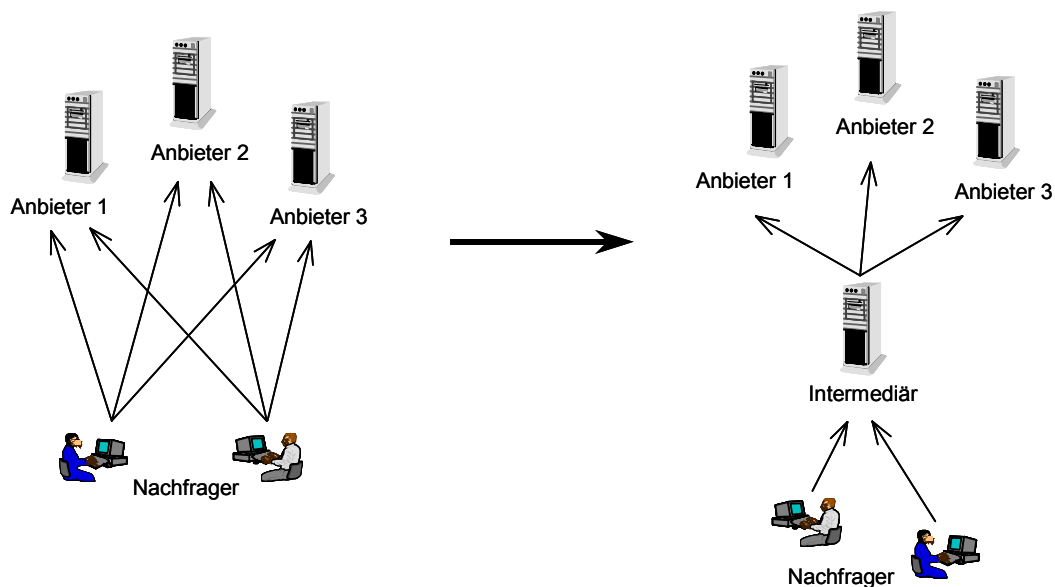 Anbieter 2
Anbieter 1
Anbieter 3
Nachfrager
Anbieter 2
Anbieter 1
Anbieter 3
Intermediär
Nachfrager